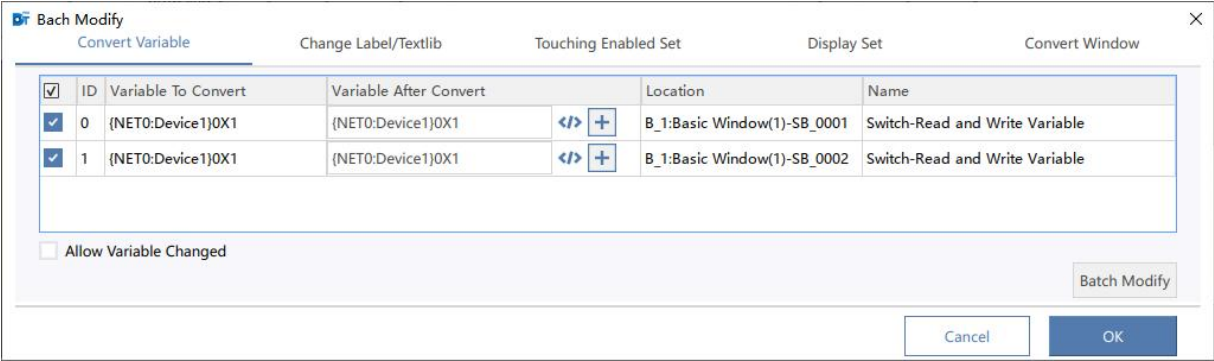 DT Bach Modify
Convert Variable Change Label/Textlib Touching Enabled Set Display Set Convert Window
ID Variable To Convert Variable After Convert Location Name
0 {NET0:Device1}0X1 {NET0:Device1}0X1 </> + B_1:Basic Window(1)-SB_0001 Switch-Read and Write Variable
1 {NET0:Device1}0X1 {NET0:Device1}0X1 </> + B_1:Basic Window(1)-SB_0002 Switch-Read and Write Variable
Allow Variable Changed
Batch Modify
Cancel OK